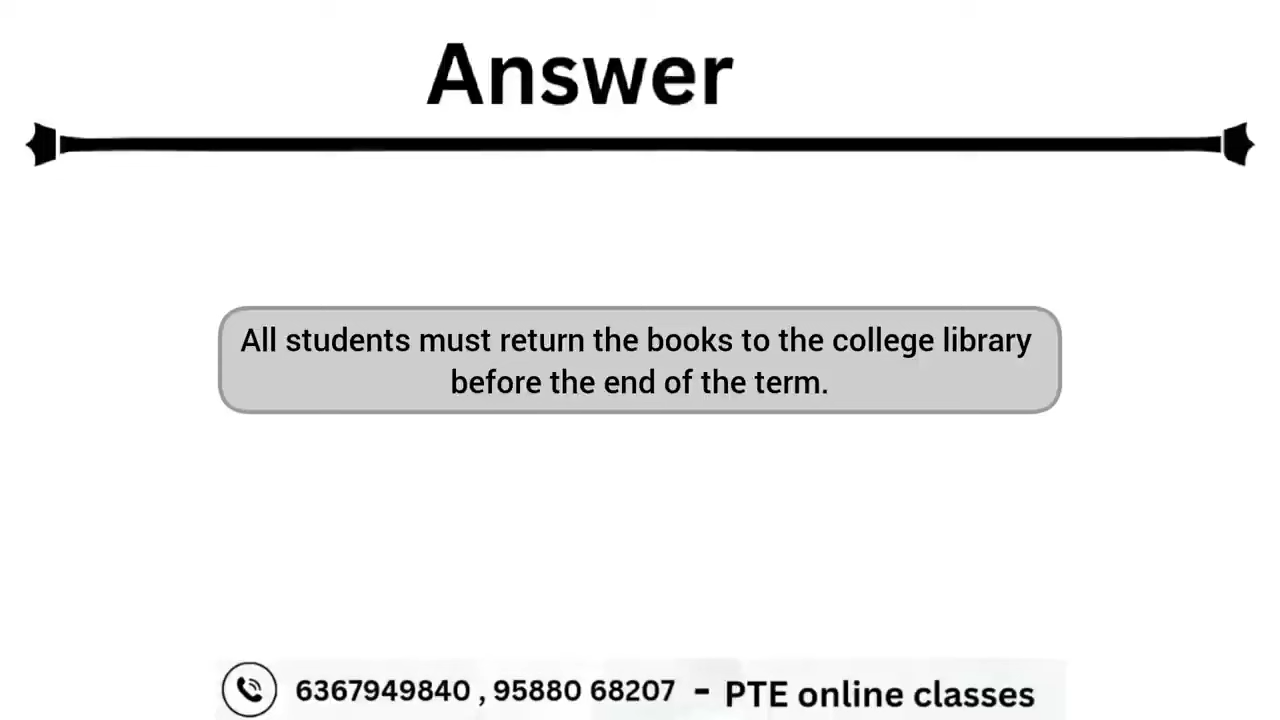 Answer
All students must return the books to the college library
before the end of the term.
6367949840 , 95880 68207 - PTE online classes